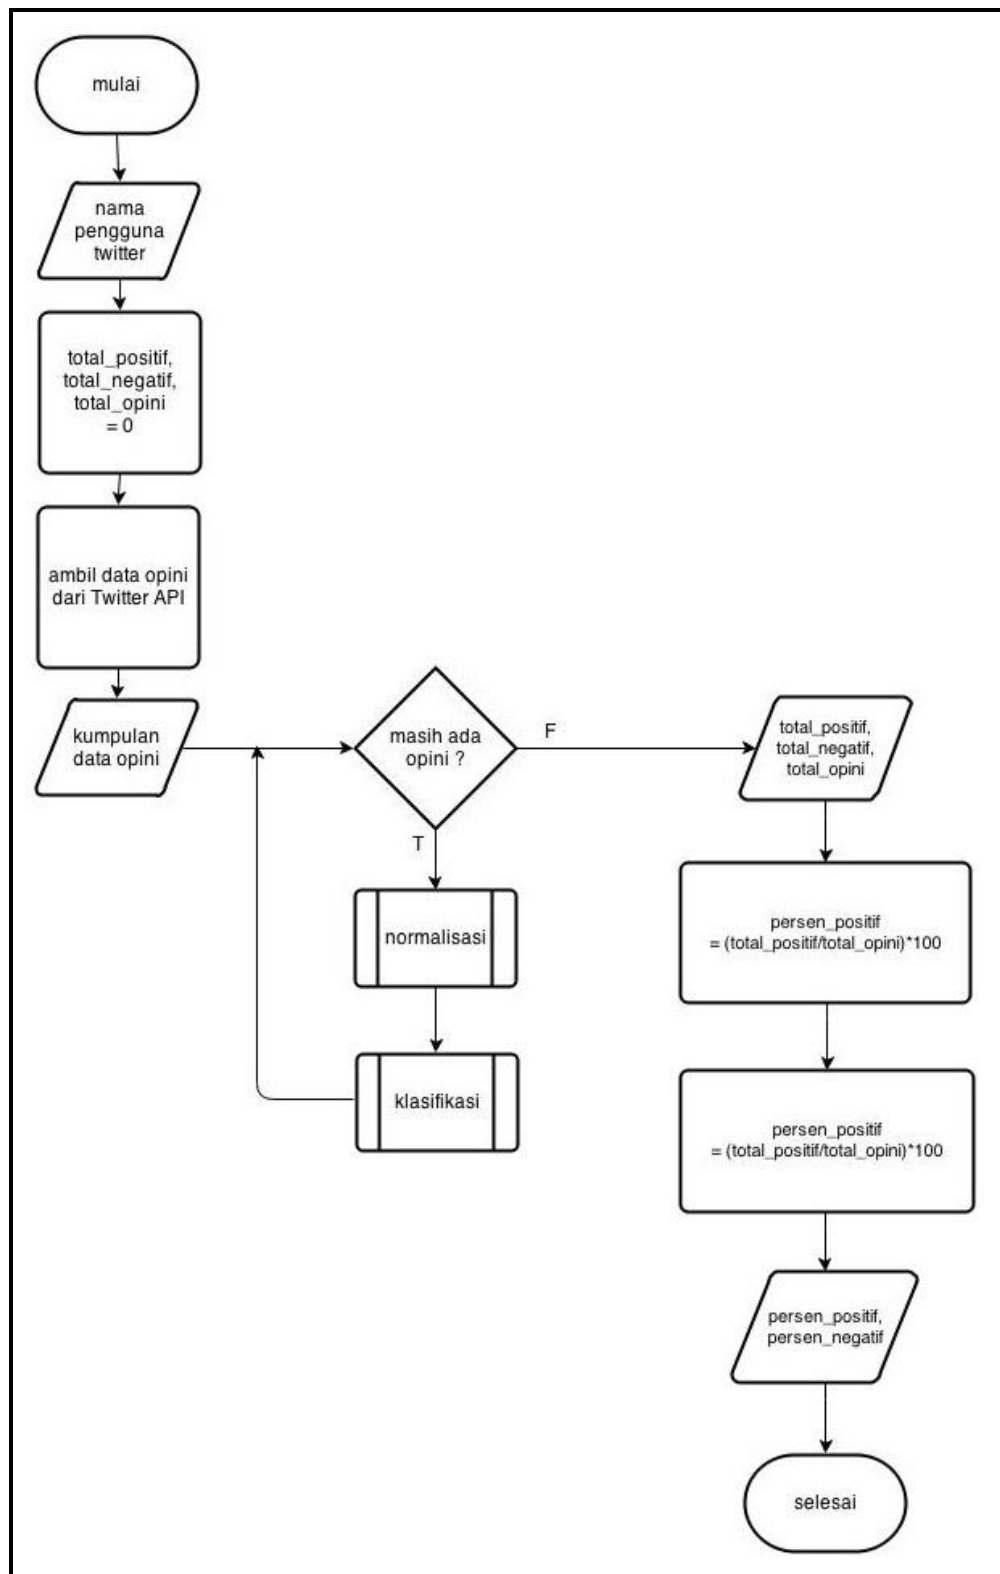 mulai
nama
pengguna
twitter
total_positif,
total_negatif,
total_opini
= 0
ambil data opini
dari Twitter API
kumpulan
data opini
masih ada
opini ?
T
normalisasi
klasifikasi
F
total_positif,
total_negatif,
total_opini
persen_positif
= (total_positif/total_opini)*100
persen_positif
= (total_positif/total_opini)*100
persen_positif,
persen_negatif
selesai